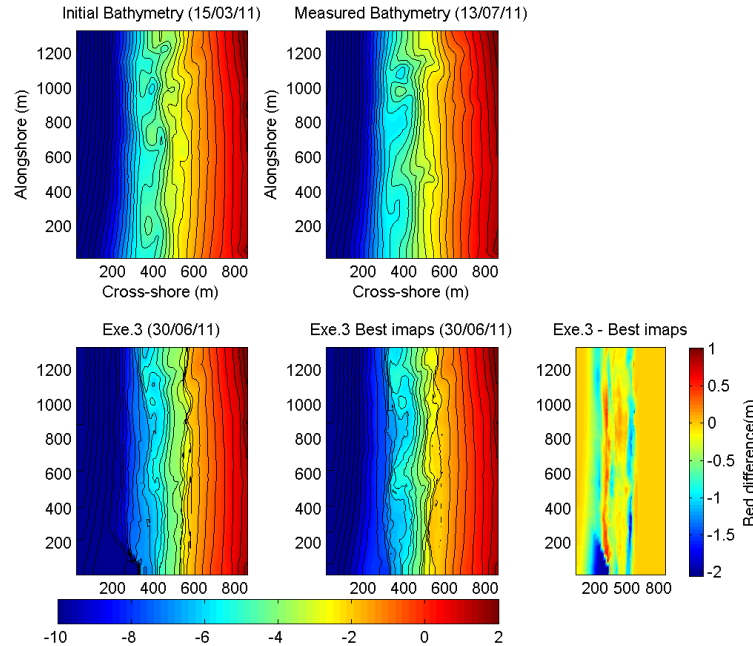 Initial Bathymetry (15/03/11)
Measured Bathymetry (13/07/11)
Alongshore (m)
1200
1000
800
600
400
200
200 400 600 800
Cross-shore (m)
Alongshore (m)
1200
1000
800
600
400
200
200 400 600 800
Cross-shore (m)
Exe.3 (30/06/11)
Exe.3 Best imaps (30/06/11)
Exe.3 - Best imaps
1200
1000
800
600
400
200
200 400 600 800
1200
1000
800
600
400
200
200 400 600 800
1200
1000
800
600
400
200
200 500 800
1
0.5
0
-0.5
-1
-1.5
-2
Bed difference(m)
-10 -8 -6 -4 -2 0 2